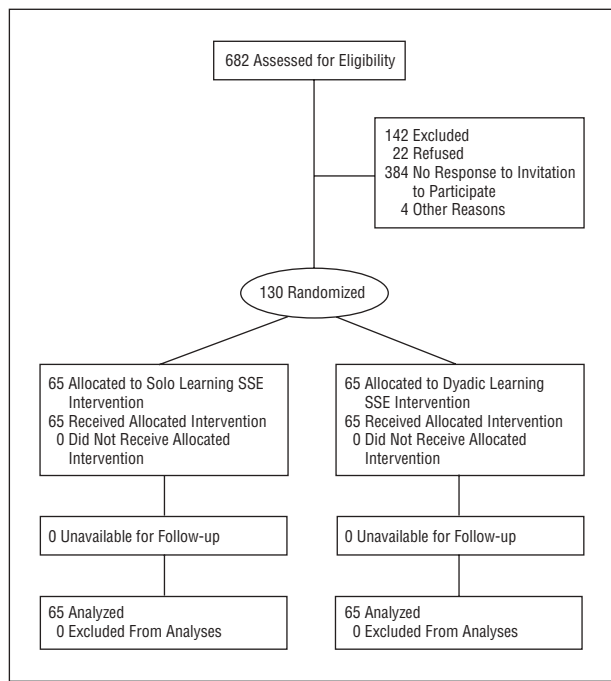 682 Assessed for Eligibility
142 Excluded
22 Refused
384 No Response to Invitation
to Participate
4 Other Reasons
130 Randomized
65 Allocated to Solo Learning SSE
Intervention
65 Received Allocated Intervention
0 Did Not Receive Allocated
Intervention
65 Allocated to Dyadic Learning
SSE Intervention
65 Received Allocated Intervention
0 Did Not Receive Allocated
Intervention
0 Unavailable for Follow-up
0 Unavailable for Follow-up
65 Analyzed
0 Excluded From Analyses
65 Analyzed
0 Excluded From Analyses